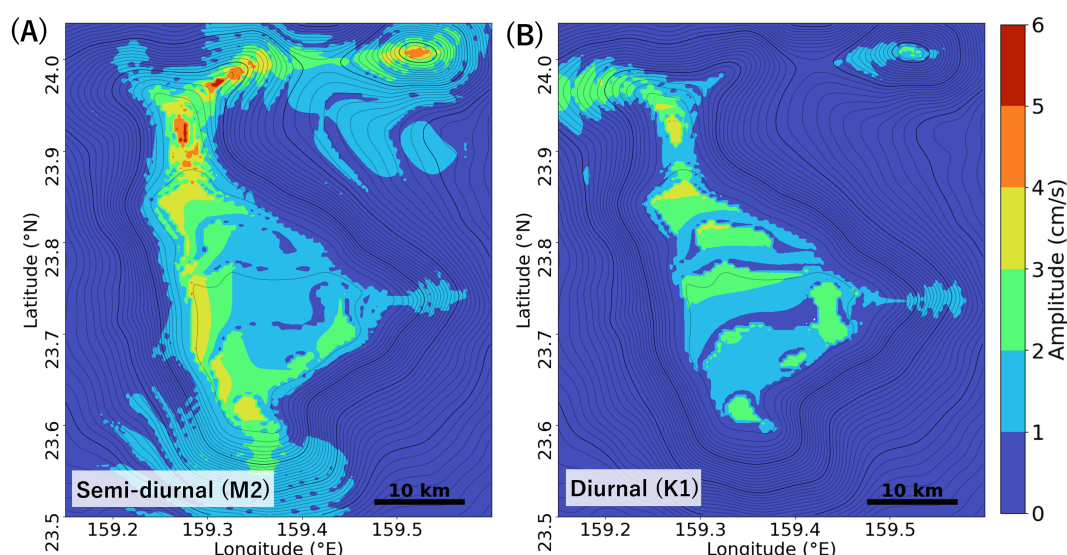 (A)
24.0
23.9
23.8
23.7
23.6
23.5
Latitude (°N)
Semi-diurnal (M2)
10 km
159.2
159.3
159.4
159.5
Longitude (°E)
(B)
24.0
23.9
23.8
23.7
23.6
23.5
Latitude (°N)
Diurnal (K1)
10 km
159.2
159.3
159.4
159.5
Longitude (°E)
6
5
4
3
2
1
0
Amplitude (cm/s)